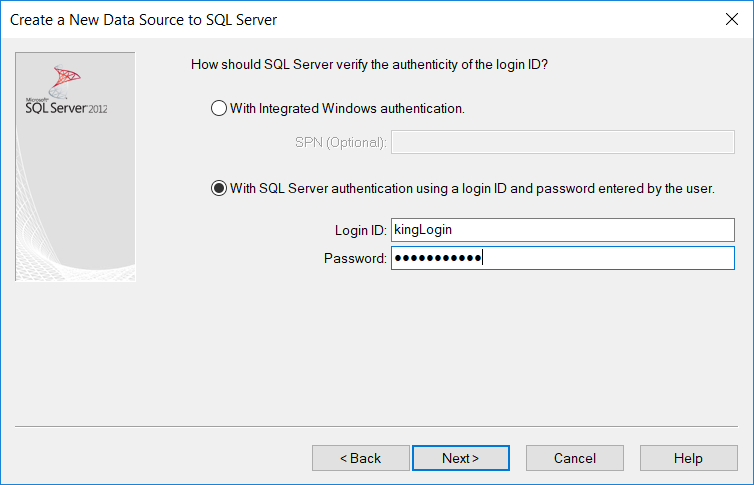 Create a New Data Source to SQL Server
Microsoft
SQL Server 2012
How should SQL Server verify the authenticity of the login ID?
With Integrated Windows authentication.
SPN (Optional):
With SQL Server authentication using a login ID and password entered by the user.
Login ID: kingLogin
Password: ●●●●●●●●●●●
< Back Next > Cancel Help